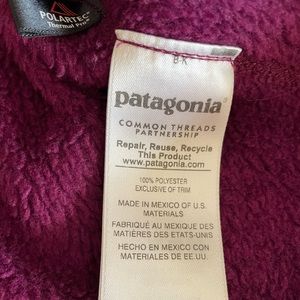 POLARTEC®
Thermal Pro®
patagonia®
COMMON THREADS
PARTNERSHIP
Repair, Reuse, Recycle
This Product
www.patagonia.com
100% POLYESTER
EXCLUSIVE OF TRIM
MADE IN MEXICO OF U.S.
MATERIALS
FABRIQUÉ AU MEXIQUE DES
MATIÈRES DES ETATS-UNIS
HECHO EN MEXICO CON
MATERIALES DE EE.UU.